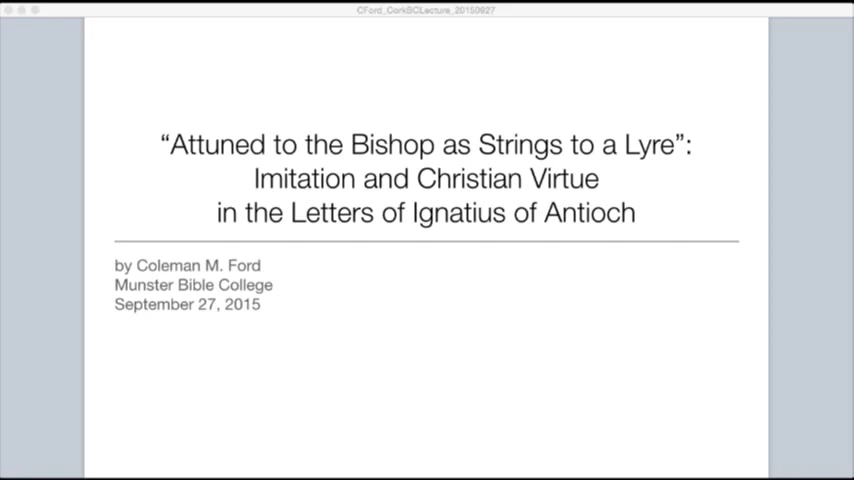 CFord_CorkBCLecture_20150927
“Attuned to the Bishop as Strings to a Lyre”:
Imitation and Christian Virtue
in the Letters of Ignatius of Antioch
by Coleman M. Ford
Munster Bible College
September 27, 2015